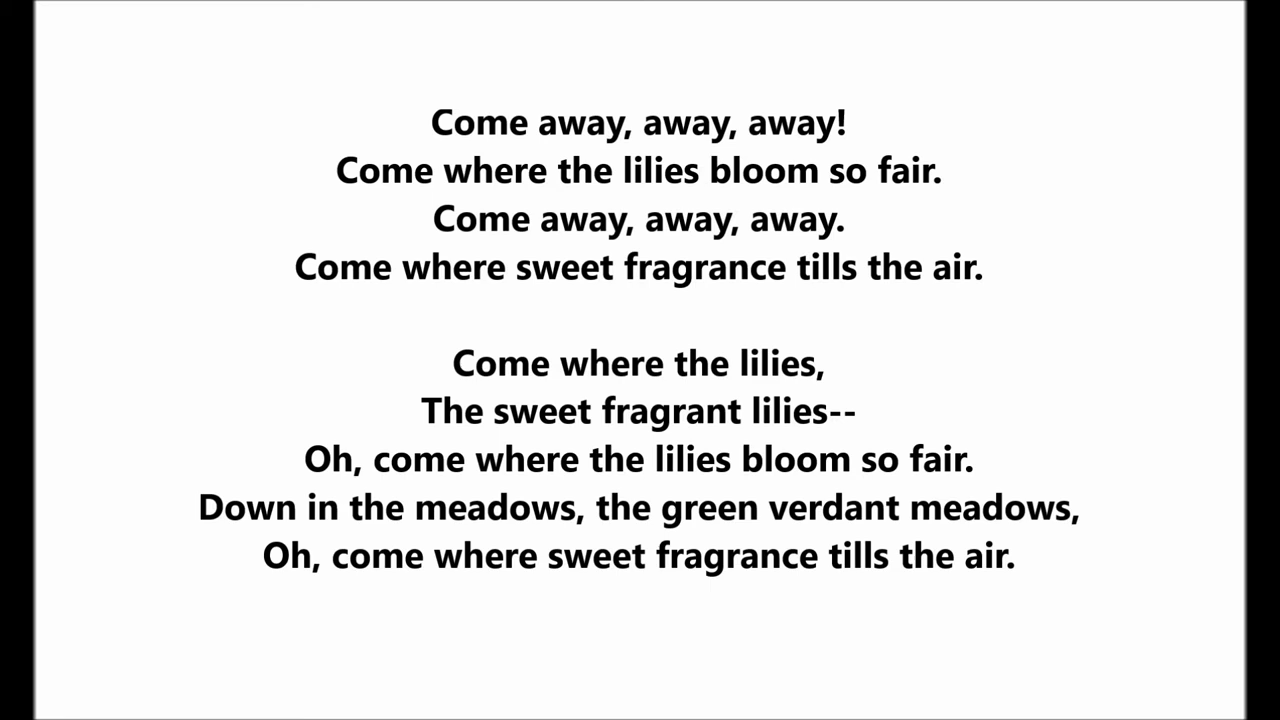 Come away, away, away!
Come where the lilies bloom so fair.
Come away, away, away.
Come where sweet fragrance tills the air.
Come where the lilies,
The sweet fragrant lilies--
Oh, come where the lilies bloom so fair.
Down in the meadows, the green verdant meadows,
Oh, come where sweet fragrance tills the air.